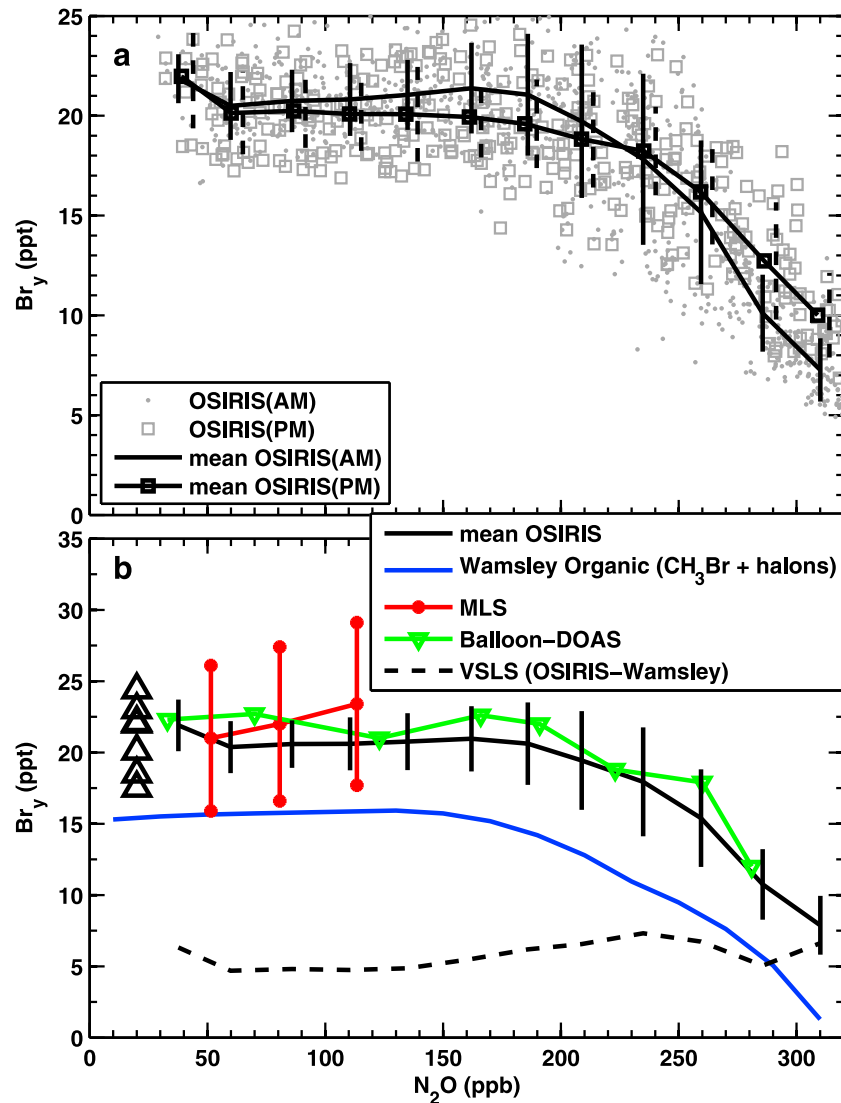 25
20
15
10
5
0
Br_y (ppt)
a
OSIRIS(AM)
OSIRIS(PM)
mean OSIRIS(AM)
mean OSIRIS(PM)
35
30
25
20
15
10
5
0
Br_y (ppt)
b
mean OSIRIS
Wamsley Organic (CH₃Br + halons)
MLS
Balloon−DOAS
VSLS (OSIRIS−Wamsley)
0 50 100 150 200 250 300
N₂O (ppb)